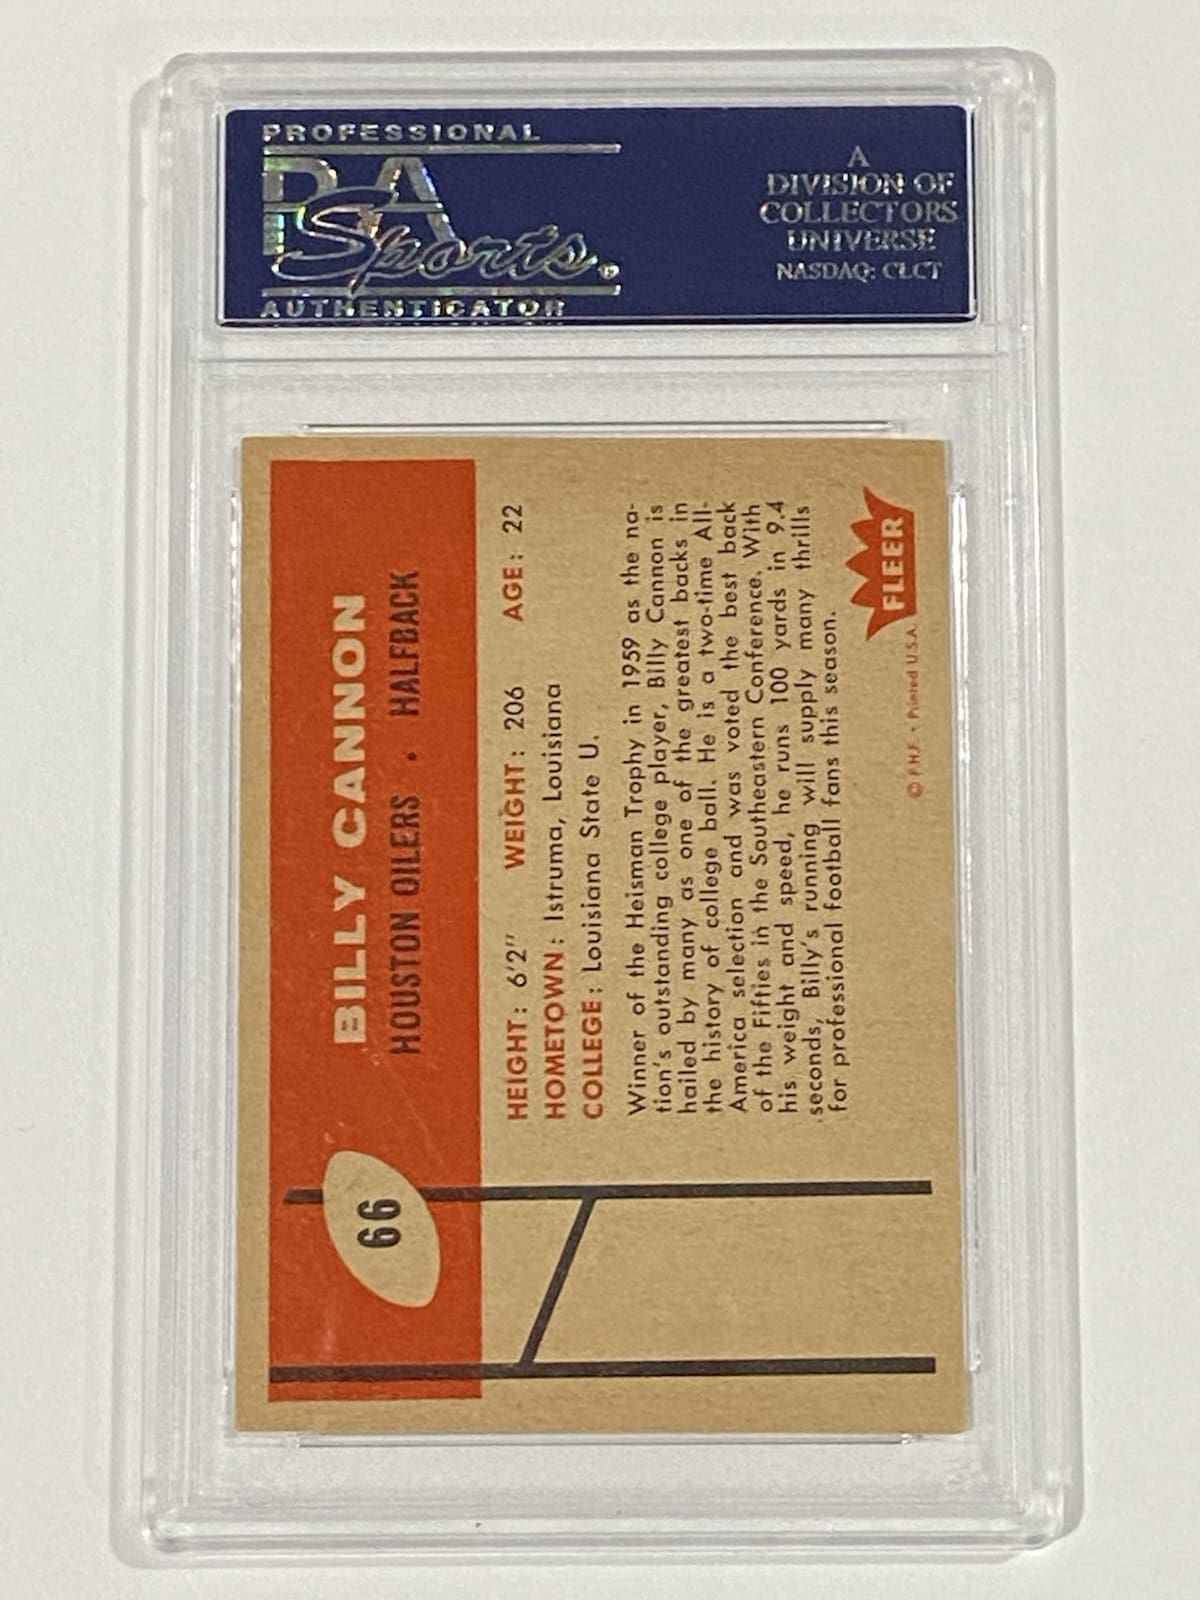 PROFESSIONAL
PSA
Sports
AUTHENTICATOR
A
DIVISION OF
COLLECTORS
UNIVERSE
NASDAQ: CLCT
66
BILLY CANNON
HOUSTON OILERS • HALFBACK
HEIGHT: 6'2" WEIGHT: 206 AGE: 22
HOMETOWN: Istruma, Louisiana
COLLEGE: Louisiana State U.
Winner of the Heisman Trophy in 1959 as the na-
tion's outstanding college player, Billy Cannon is
hailed by many as one of the greatest backs in
the history of college ball. He is a two-time All-
America selection and was voted the best back
of the Fifties in the Southeastern Conference. With
his weight and speed, he runs 100 yards in 9.4
seconds, Billy's running will supply many thrills
for professional football fans this season.
FLEER
© F.H.F. • Printed U.S.A.